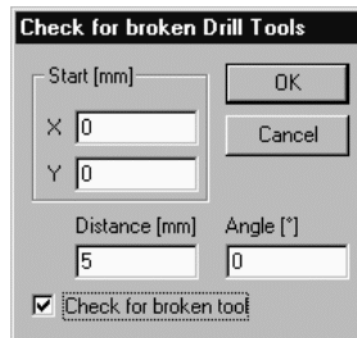 Check for broken Drill Tools
Start [mm]
X 0
Y 0
OK
Cancel
Distance [mm] Angle [°]
5 0
Check for broken tool